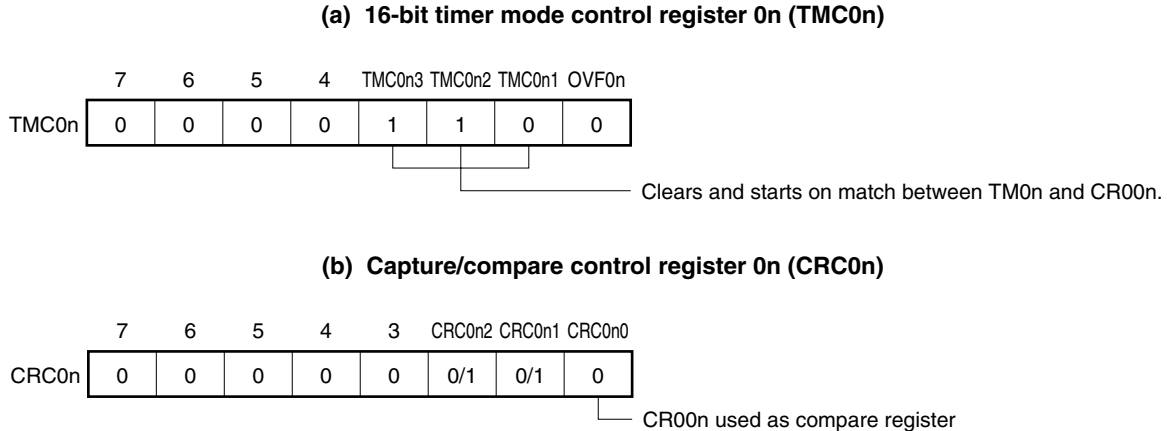 (a) 16-bit timer mode control register 0n (TMC0n)
7 6 5 4 TMC0n3 TMC0n2 TMC0n1 OVF0n
TMC0n 0 0 0 0 1 1 0 0
Clears and starts on match between TM0n and CR00n.
(b) Capture/compare control register 0n (CRC0n)
7 6 5 4 3 CRC0n2 CRC0n1 CRC0n0
CRC0n 0 0 0 0 0 0/1 0/1 0
CR00n used as compare register